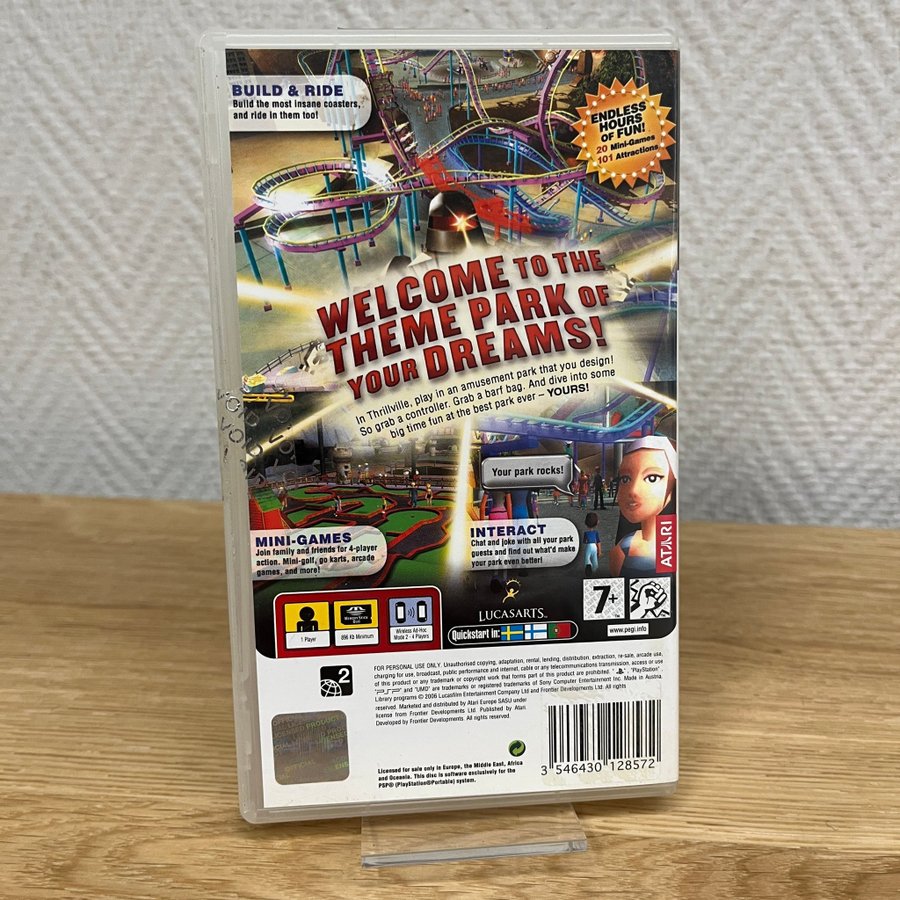 BUILD & RIDE
Build the most insane coasters,
and ride in them too!
ENDLESS
HOURS
OF FUN!
20 Mini-Games
101 Attractions
WELCOME TO THE
THEME PARK OF
YOUR DREAMS!
In Thrillville, play in an amusement park that you design!
So grab a controller. Grab a barf bag. And dive into some
big time fun at the best park ever – YOURS!
Your park rocks!
MINI-GAMES
Join family and friends for 4-player
action. Mini-golf, go karts, arcade
games, and more!
INTERACT
Chat and joke with all your park
guests and find out what'd make
your park even better!
ATARI
1 Player
896 Kb Minimum
Wireless Ad-Hoc
Mode 2 - 4 Players
LUCASARTS.
Quickstart in:
7+
www.pegi.info
2
FOR PERSONAL USE ONLY. Unauthorised copying, adaptation, rental, lending, distribution, extraction, re-sale, arcade use,
charging for use, broadcast, public performance and internet, cable or any telecommunications transmission, access or use
of this product or any trademark or copyright work that forms part of this product are prohibited. "PlayStation",
"PSP" and "UMD" are trademarks or registered trademarks of Sony Computer Entertainment Inc. Made in Austria.
Library programs © 2006 Lucasfilm Entertainment Company Ltd and Frontier Developments Ltd. All rights
reserved. Marketed and distributed by Atari Europe SASU under
license from Frontier Developments Ltd. Published by Atari.
Developed by Frontier Developments. All rights reserved.
Licensed for sale only in Europe, the Middle East, Africa
and Oceania. This disc is software exclusively for the
PSP® (PlayStation®Portable) system.
3 546430 128572